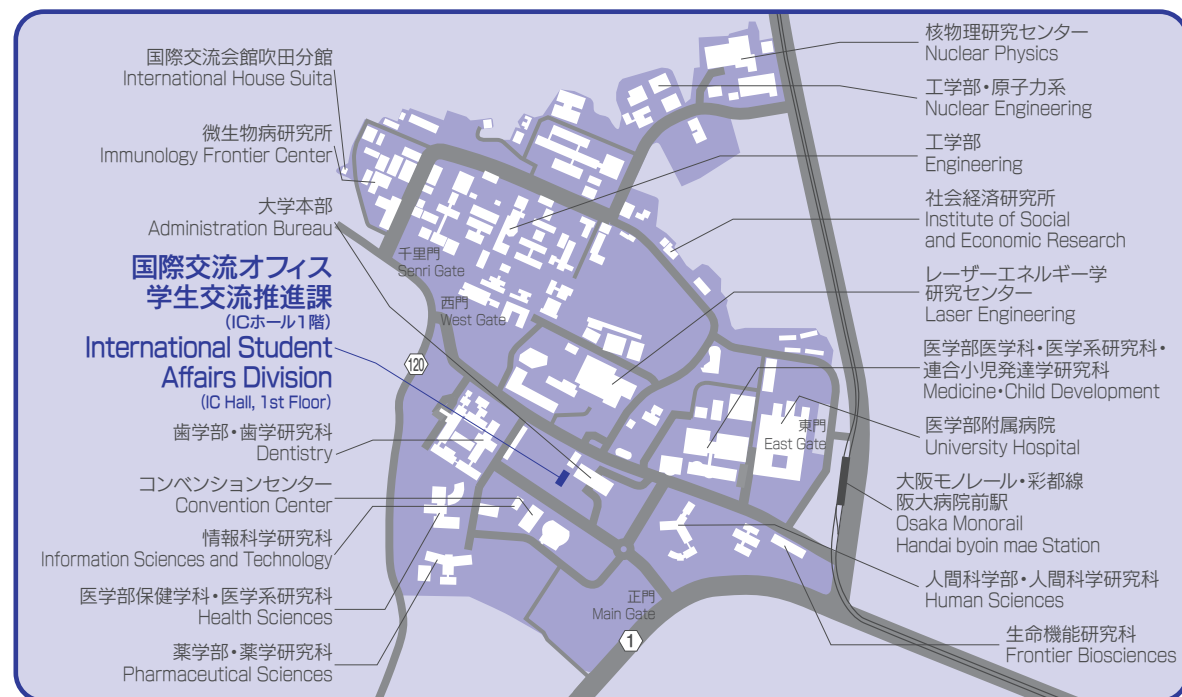 国際交流会館吹田分館
International House Suita
微生物病研究所
Immunology Frontier Center
大学本部
Administration Bureau
国際交流オフィス
学生交流推進課
(ICホール1階)
International Student
Affairs Division
(IC Hall, 1st Floor)
歯学部・歯学研究科
Dentistry
コンベンションセンター
Convention Center
情報科学研究科
Information Sciences and Technology
医学部保健学科・医学系研究科
Health Sciences
薬学部・薬学研究科
Pharmaceutical Sciences
千里門
Senri Gate
西門
West Gate
120
東門
East Gate
正門
Main Gate
1
核物理研究センター
Nuclear Physics
工学部・原子力系
Nuclear Engineering
工学部
Engineering
社会経済研究所
Institute of Social
and Economic Research
レーザーエネルギー学
研究センター
Laser Engineering
医学部医学科・医学系研究科・
連合小児発達学研究科
Medicine・Child Development
医学部附属病院
University Hospital
大阪モノレール・彩都線
阪大病院前駅
Osaka Monorail
Handai byoin mae Station
人間科学部・人間科学研究科
Human Sciences
生命機能研究科
Frontier Biosciences